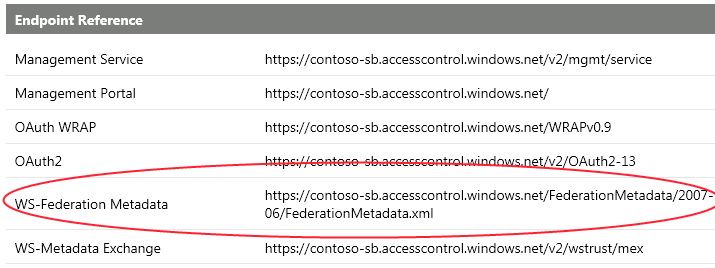 Endpoint Reference
Management Service https://contoso-sb.accesscontrol.windows.net/v2/mgmt/service
Management Portal https://contoso-sb.accesscontrol.windows.net/
OAuth WRAP https://contoso-sb.accesscontrol.windows.net/WRAPv0.9
OAuth2 https://contoso-sb.accesscontrol.windows.net/v2/OAuth2-13
WS-Federation Metadata https://contoso-sb.accesscontrol.windows.net/FederationMetadata/2007-
06/FederationMetadata.xml
WS-Metadata Exchange https://contoso-sb.accesscontrol.windows.net/v2/wstrust/mex